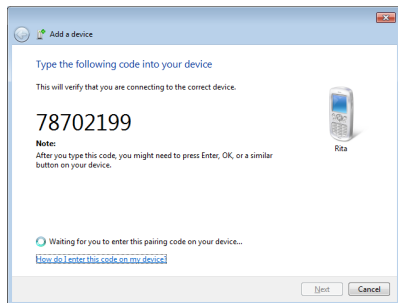 Add a device
Type the following code into your device
This will verify that you are connecting to the correct device.
78702199
Note:
After you type this code, you might need to press Enter, OK, or a similar
button on your device.
Rita
Waiting for you to enter this pairing code on your device...
How do I enter this code on my device?
Next
Cancel